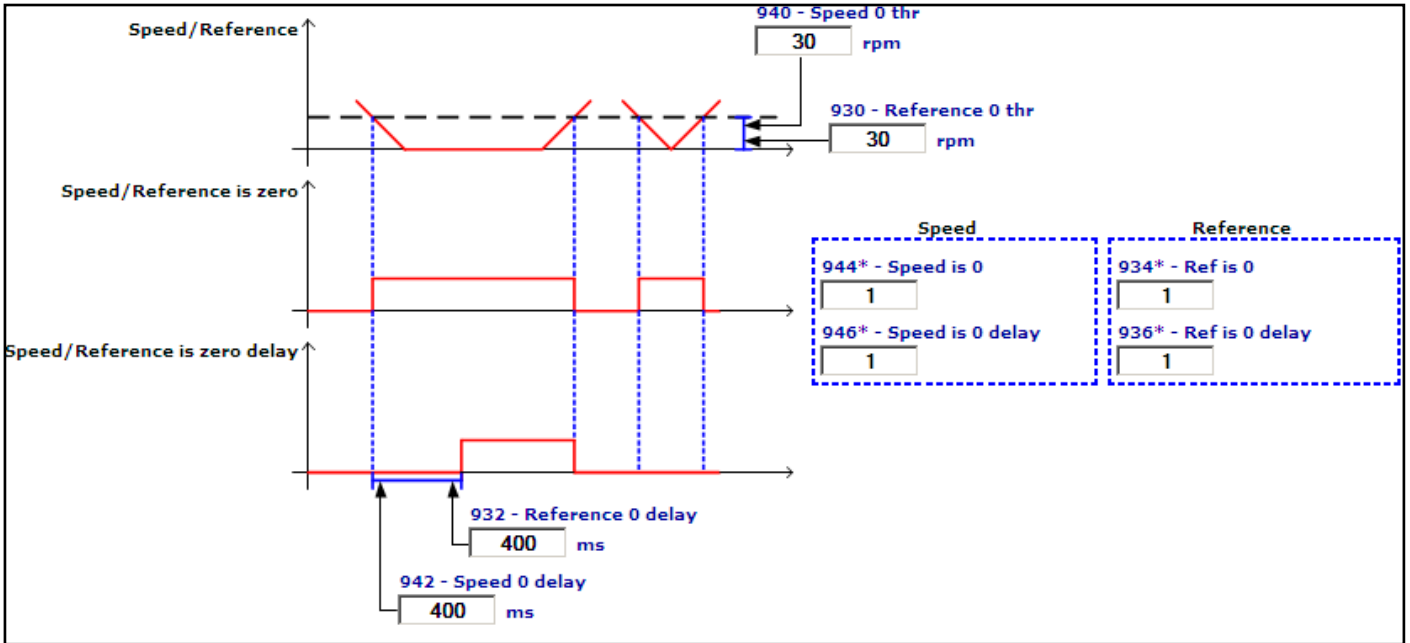 940 - Speed 0 thr
Speed/Reference
30 rpm
930 - Reference 0 thr
30 rpm
Speed/Reference is zero
Speed Reference
944* - Speed is 0 934* - Ref is 0
1 1
946* - Speed is 0 delay 936* - Ref is 0 delay
Speed/Reference is zero delay
1 1
932 - Reference 0 delay
400 ms
942 - Speed 0 delay
400 ms